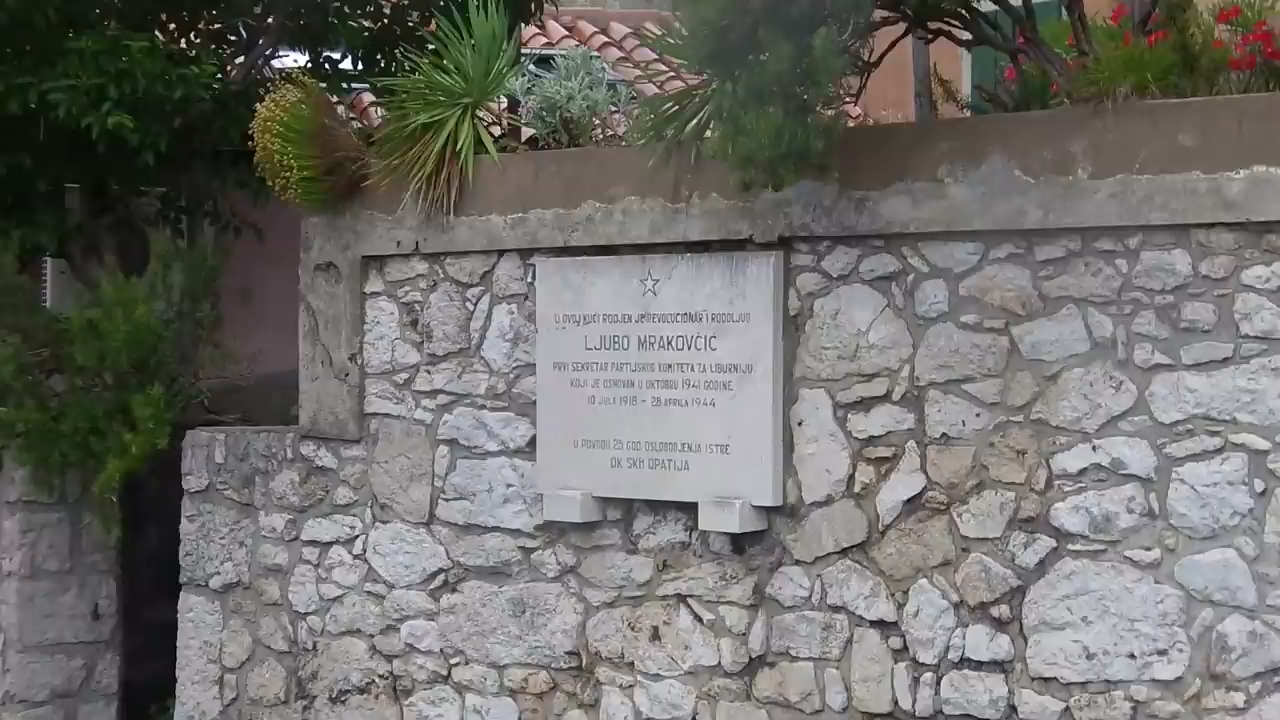 U OVOJ KUĆI RODJEN JE REVOLUCIONAR I RODOLJUB
LJUBO MRAKOVČIĆ
PRVI SEKRETAR PARTIJSKOG KOMITETA ZA LIBURNIJU
KOJI JE OSNOVAN U OKTOBRU 1941 GODINE
10 JULA 1918 – 28 APRILA 1944
U POVODU 25 GOD. OSLOBODJENJA ISTRE
OK SKH OPATIJA